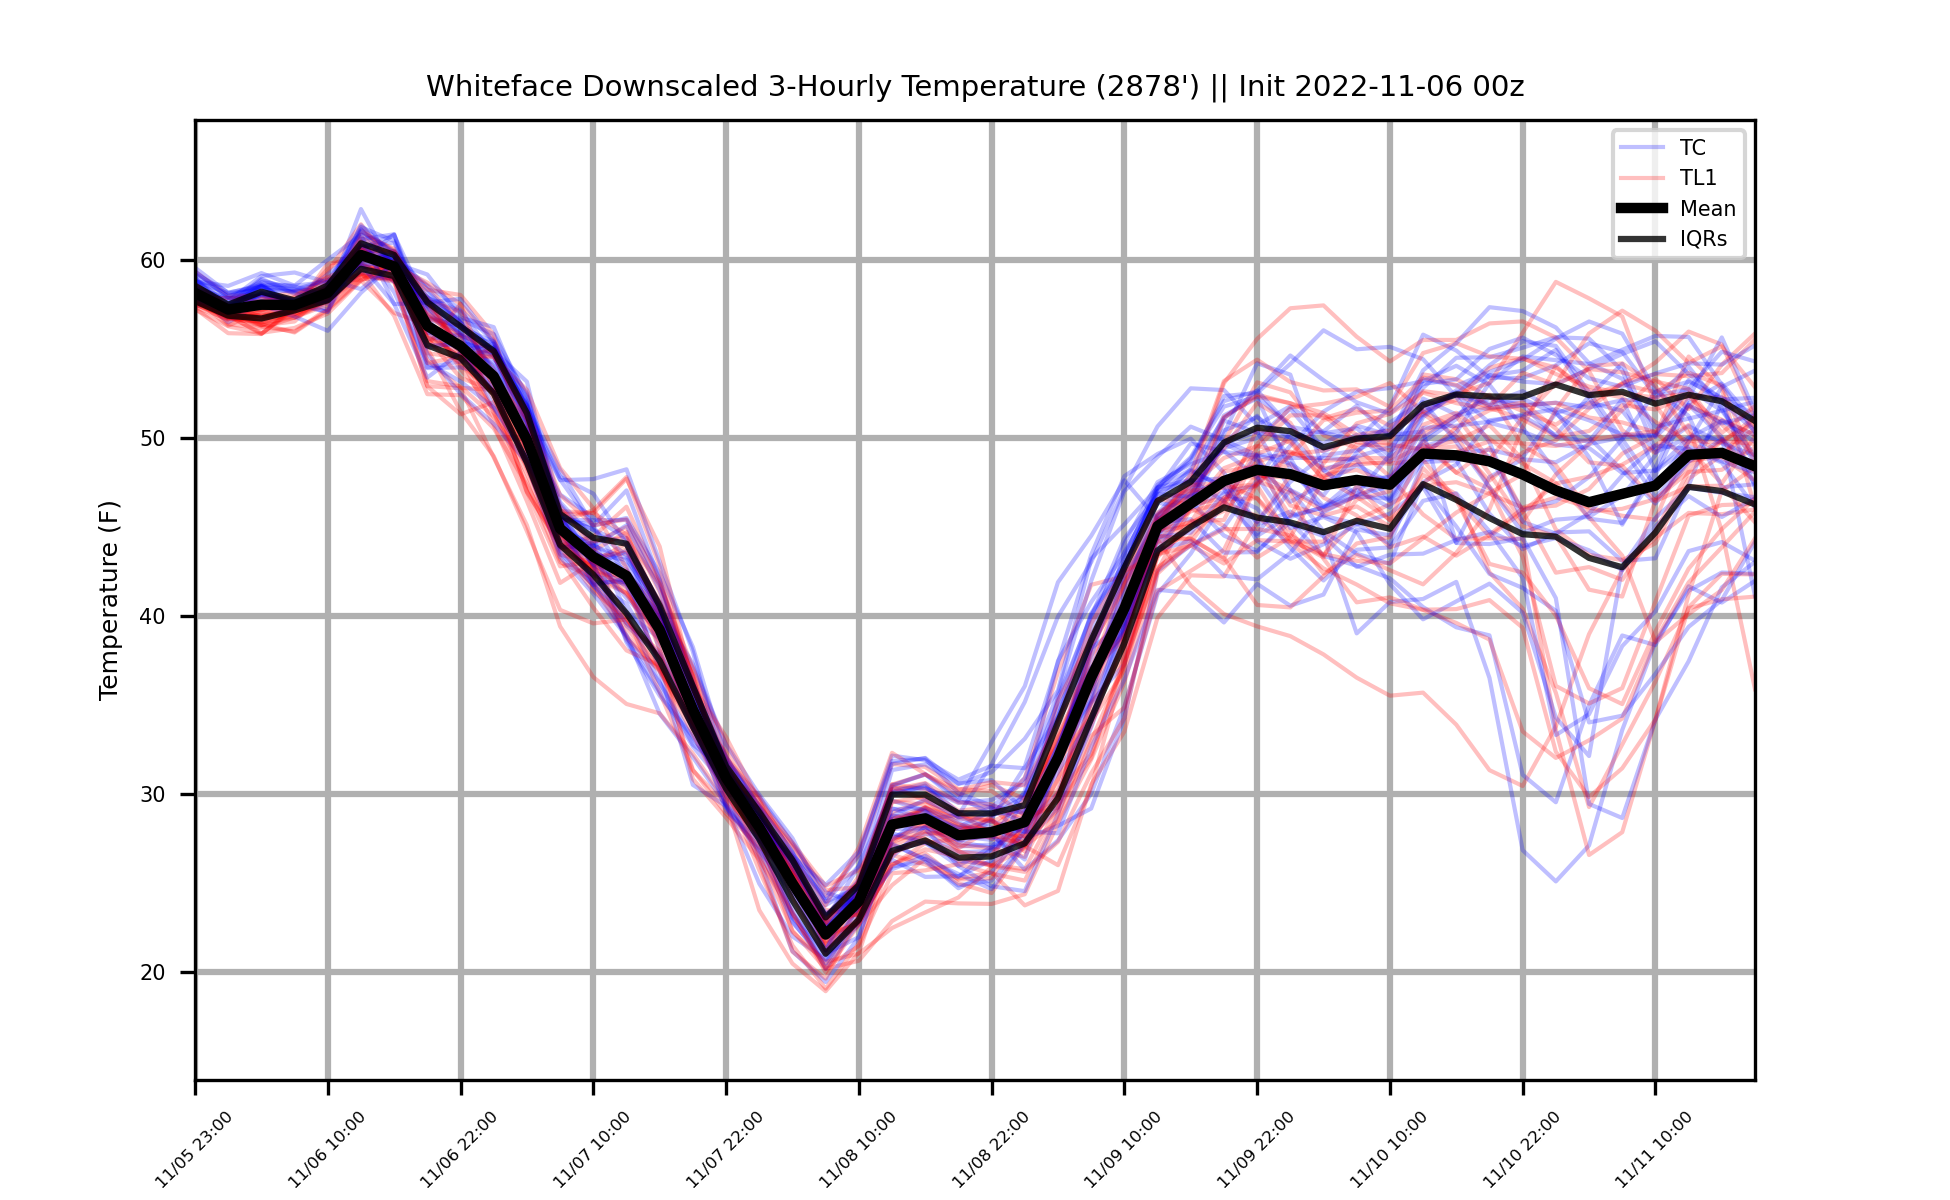 Whiteface Downscaled 3-Hourly Temperature (2878') || Init 2022-11-06 00z
TC
TL1
Mean
IQRs
Temperature (F)
60
50
40
30
20
11/05 23:00
11/06 10:00
11/06 22:00
11/07 10:00
11/07 22:00
11/08 10:00
11/08 22:00
11/09 10:00
11/09 22:00
11/10 10:00
11/10 22:00
11/11 10:00